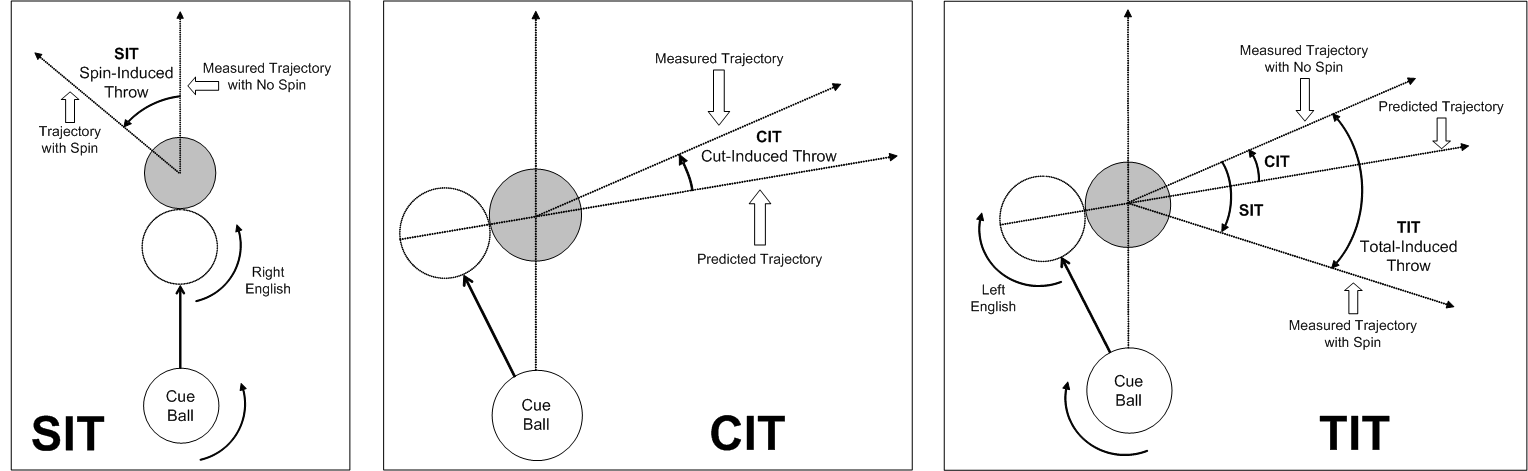 SIT
Spin-Induced
Throw
Measured Trajectory
with No Spin
Trajectory
with Spin
Right
English
Cue
Ball
SIT
Measured Trajectory
CIT
Cut-Induced Throw
Predicted Trajectory
Cue
Ball
CIT
Measured Trajectory
with No Spin
Predicted Trajectory
CIT
SIT
TIT
Total-Induced
Throw
Left
English
Measured Trajectory
with Spin
Cue
Ball
TIT